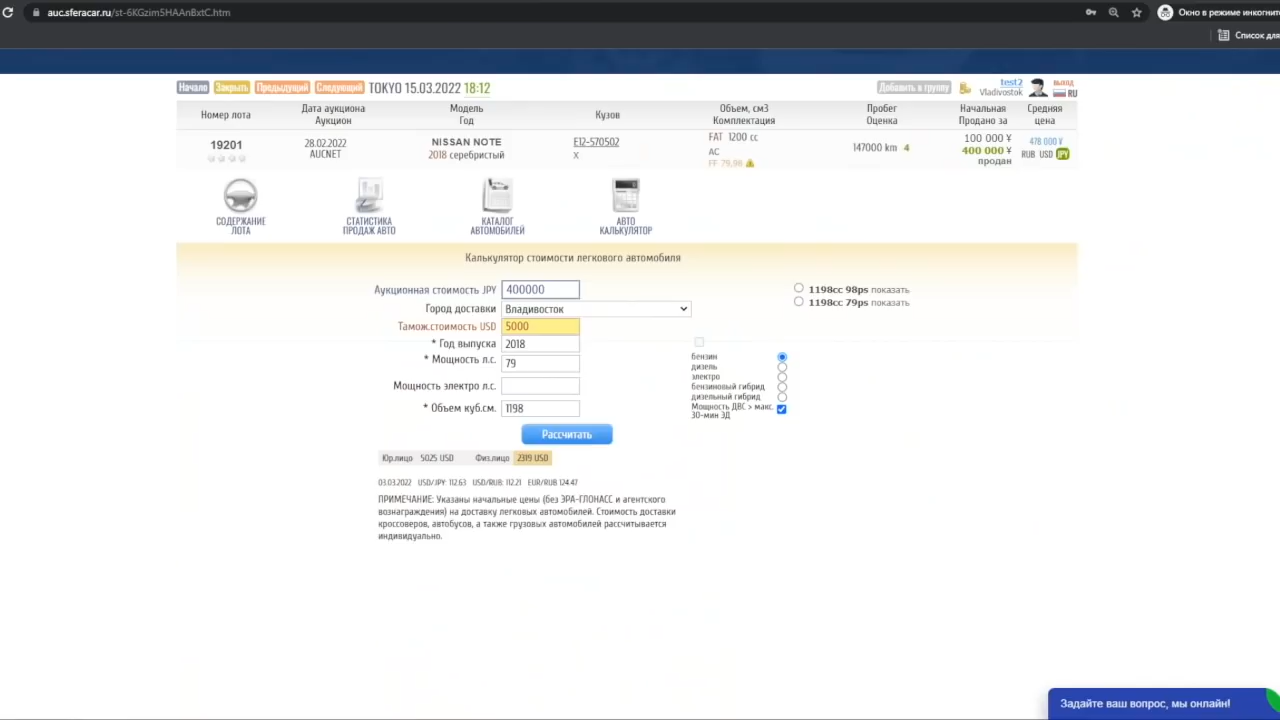 auc.sferacar.ru/st-6KGzim5HAAnBxtC.htm
Окно в режиме инкогнито
Список для
Начало Закрыть Предыдущий Следующий TOKYO 15.03.2022 18:12
Добавить в группу
test2
Vladivostok
выход
RU
Номер лота
Дата аукциона
Аукцион
Модель
Год
Кузов
Объем, см3
Комплектация
Пробег
Оценка
Начальная
Продано за
Средняя
цена
19201
28.02.2022
AUCNET
NISSAN NOTE
2018 серебристый
E12-570502
X
FAT 1200 cc
AC
FF 79,98
147000 km 4
100 000 ¥
400 000 ¥
продан
478 000 ¥
RUB USD JPY
СОДЕРЖАНИЕ
ЛОТА
СТАТИСТИКА
ПРОДАЖ АВТО
КАТАЛОГ
АВТОМОБИЛЕЙ
АВТО
КАЛЬКУЛЯТОР
Калькулятор стоимости легкового автомобиля
Аукционная стоимость JPY 400000
Город доставки Владивосток
Тамож.стоимость USD 5000
* Год выпуска 2018
* Мощность л.с. 79
Мощность электро л.с.
* Объем куб.см. 1198
1198cc 98ps показать
1198cc 79ps показать
бензин
дизель
электро
бензиновый гибрид
дизельный гибрид
Мощность ДВС > макс.
30-мин ЭД
Рассчитать
Юр.лицо 5025 USD Физ.лицо 2319 USD
03.03.2022 USD/JPY: 112.63 USD/RUB: 112.21 EUR/RUB 124.47
ПРИМЕЧАНИЕ: Указаны начальные цены (без ЭРА-ГЛОНАСС и агентского
вознаграждения) на доставку легковых автомобилей. Стоимость доставки
кроссоверов, автобусов, а также грузовых автомобилей рассчитывается
индивидуально.
Задайте ваш вопрос, мы онлайн!